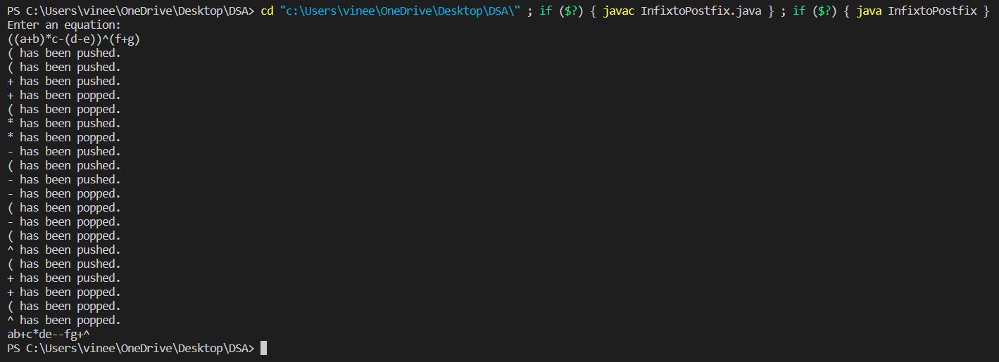 PS C:\Users\vinee\OneDrive\Desktop\DSA> cd "c:\Users\vinee\OneDrive\Desktop\DSA\" ; if ($?) { javac InfixtoPostfix.java } ; if ($?) { java InfixtoPostfix }
Enter an equation:
((a+b)*c-(d-e))^(f+g)
( has been pushed.
( has been pushed.
+ has been pushed.
+ has been popped.
( has been popped.
* has been pushed.
* has been popped.
- has been pushed.
( has been pushed.
- has been pushed.
- has been popped.
( has been popped.
- has been popped.
( has been popped.
^ has been pushed.
( has been pushed.
+ has been pushed.
+ has been popped.
( has been popped.
^ has been popped.
ab+c*de--fg+^
PS C:\Users\vinee\OneDrive\Desktop\DSA>